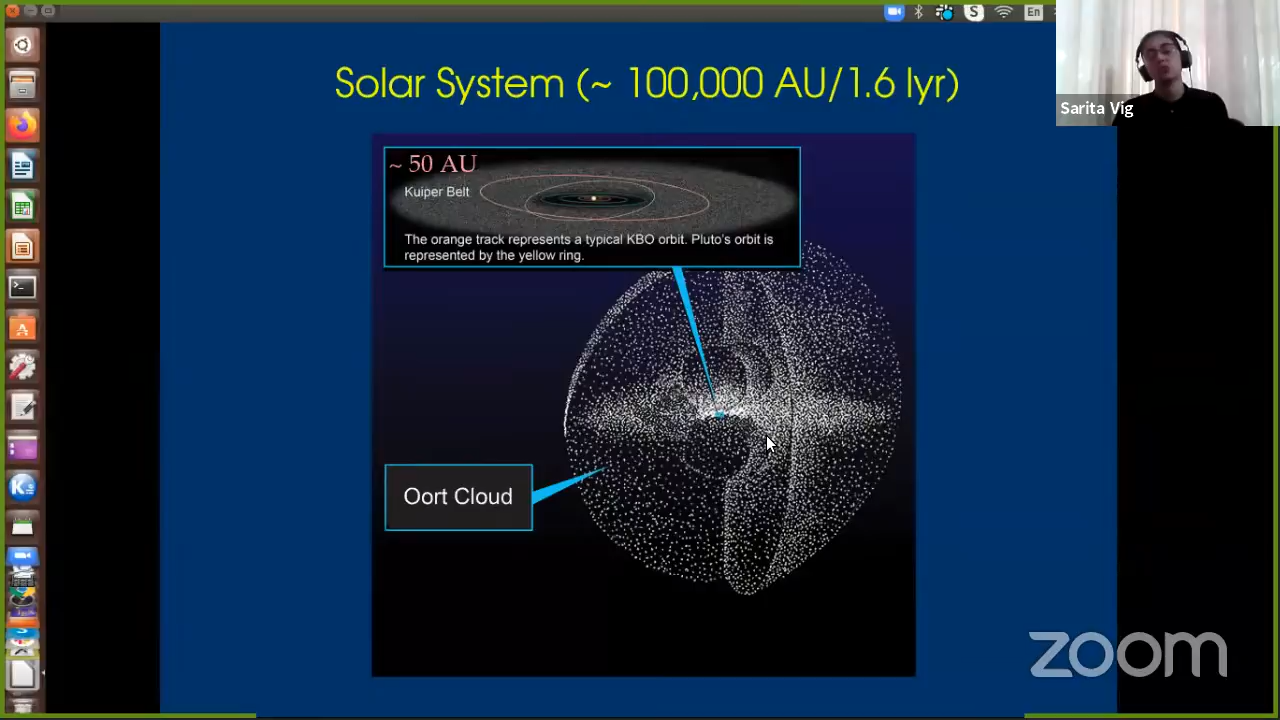 S
En
Sarita Vig
Solar System (~ 100,000 AU/1.6 lyr)
~ 50 AU
Kuiper Belt
The orange track represents a typical KBO orbit. Pluto's orbit is
represented by the yellow ring.
Oort Cloud
zoom